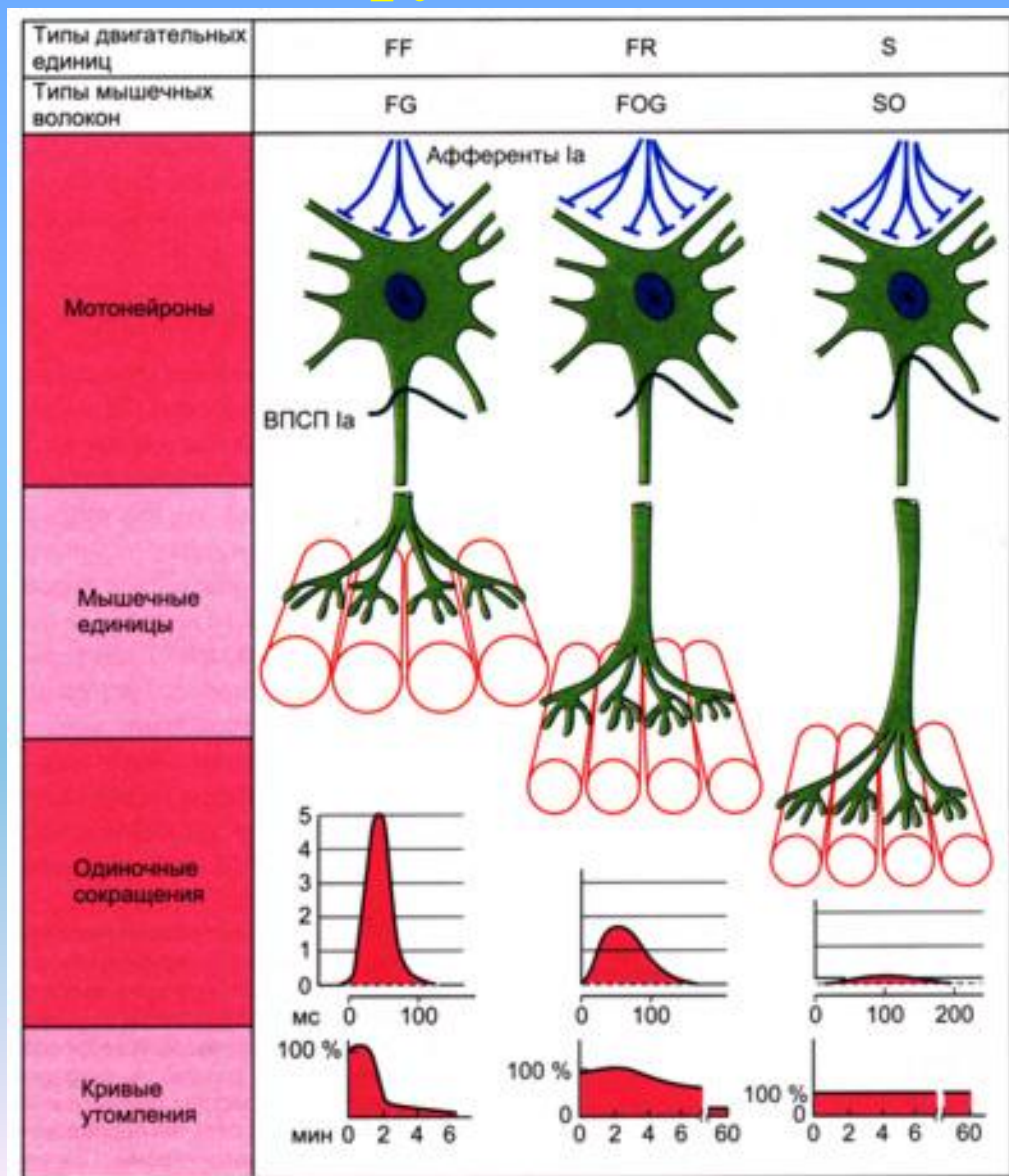 Типы двигательных
единиц
FF
FR
S
Типы мышечных
волокон
FG
FOG
SO
Афференты Ia
Мотонейроны
ВПСП Ia
Мышечные
единицы
Одиночные
сокращения
5
4
3
2
1
0
мс 0 100
0 100
0 100 200
Кривые
утомления
100 %
мин 0 2 4 6
100 %
0
0 2 4 6 60
100 %
0
0 2 4 6 60